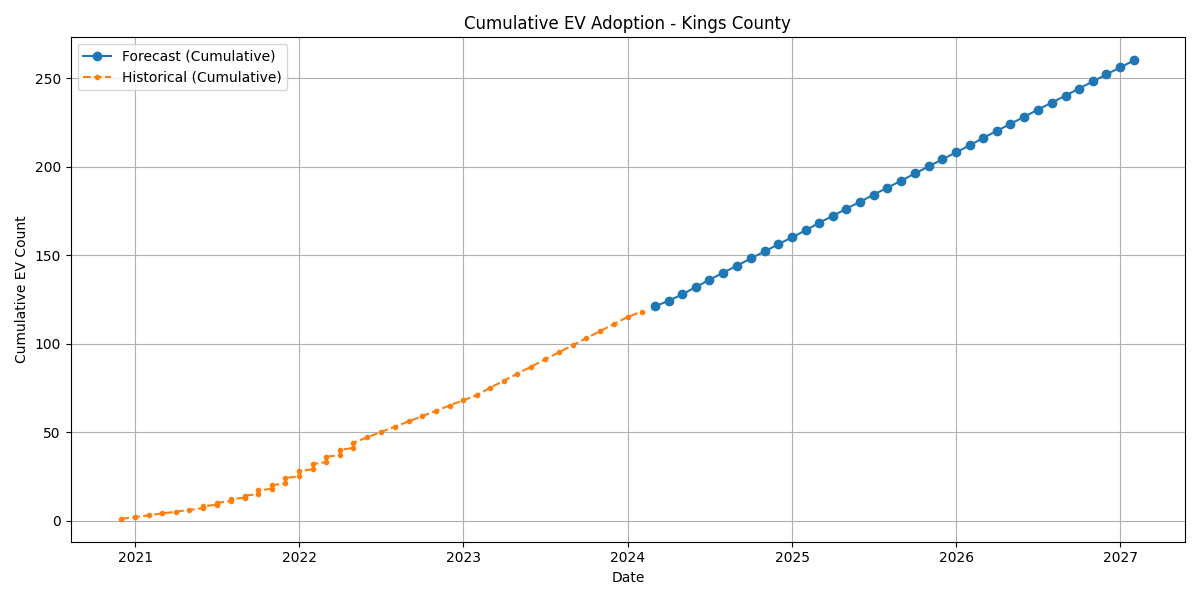 Cumulative EV Adoption - Kings County
Forecast (Cumulative)
Historical (Cumulative)
Cumulative EV Count
250
200
150
100
50
0
2021 2022 2023 2024 2025 2026 2027
Date